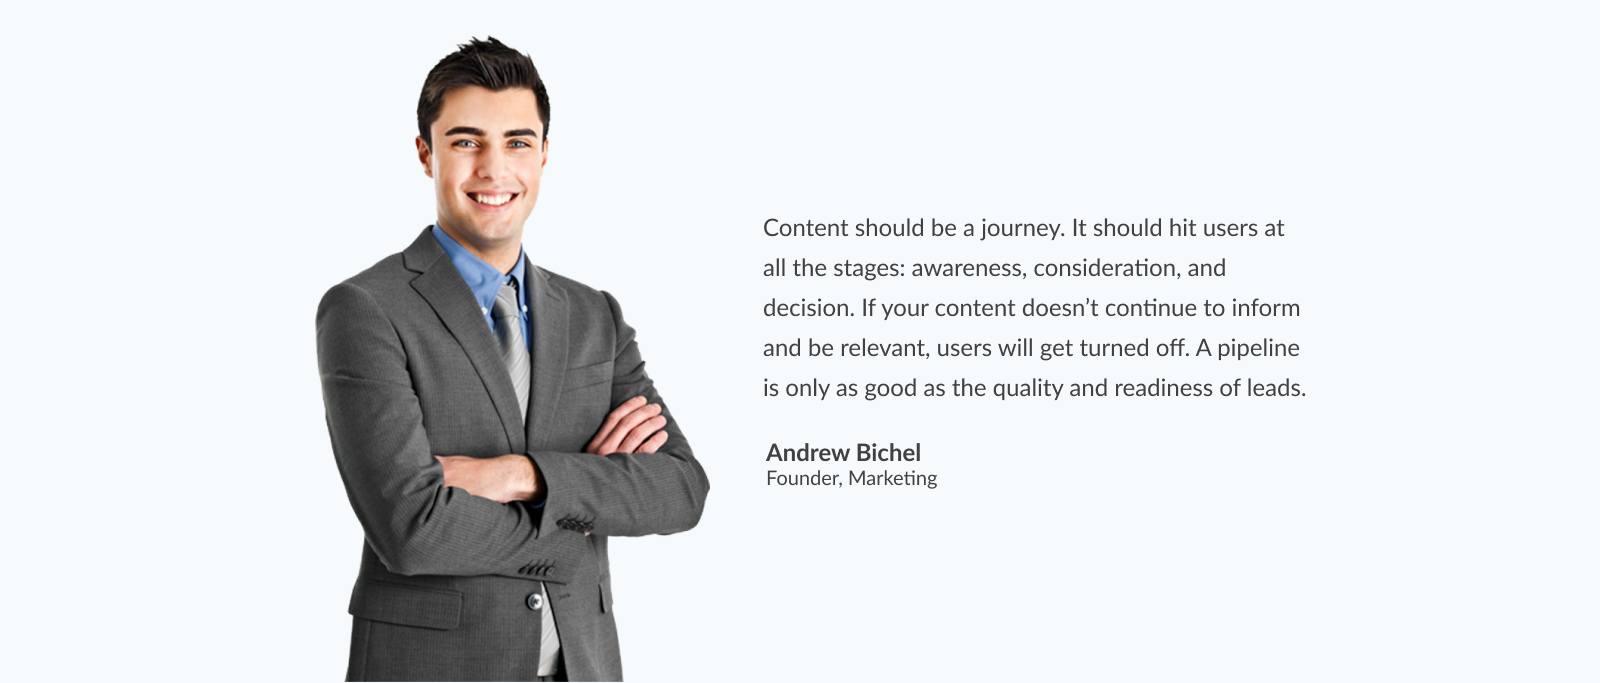 Content should be a journey. It should hit users at
all the stages: awareness, consideration, and
decision. If your content doesn’t continue to inform
and be relevant, users will get turned off. A pipeline
is only as good as the quality and readiness of leads.
Andrew Bichel
Founder, Marketing